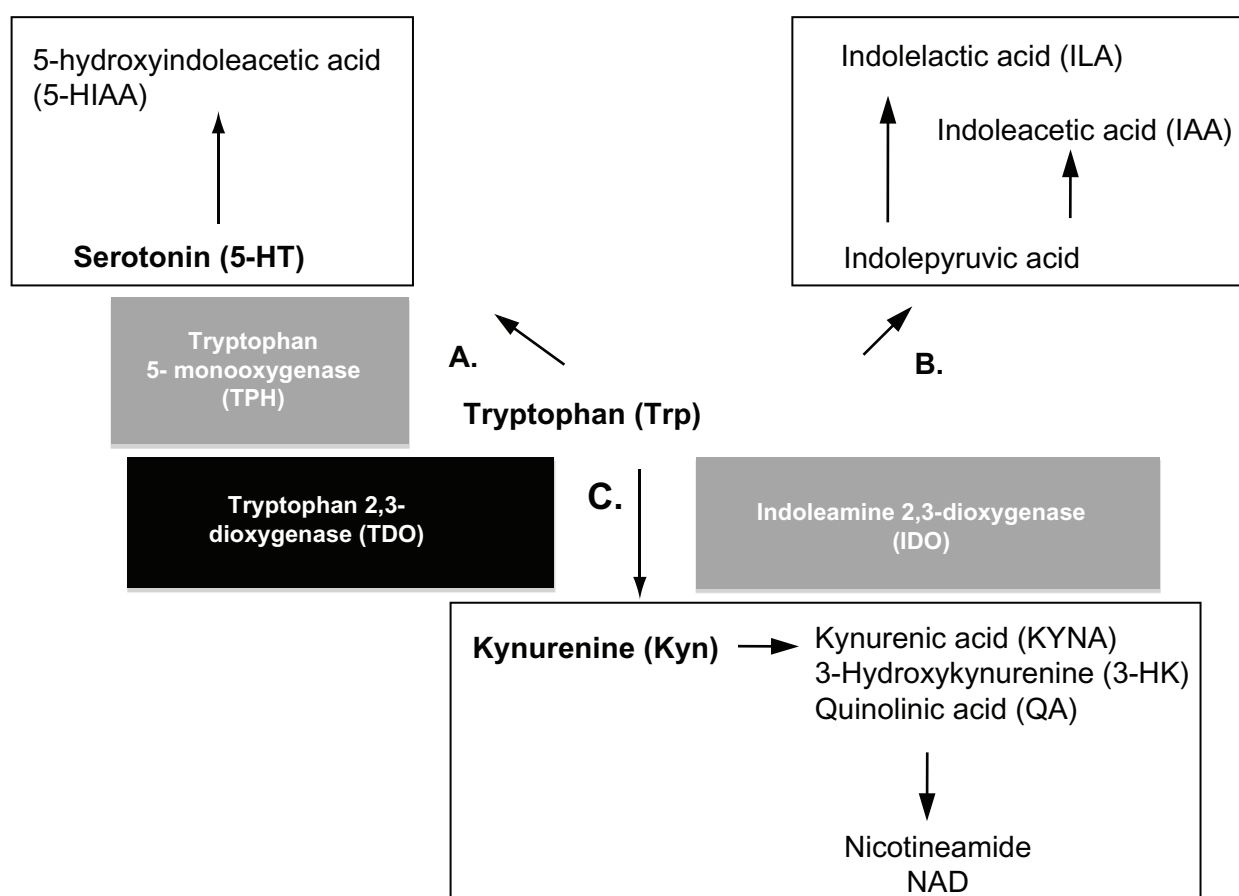 5-hydroxyindoleacetic acid
(5-HIAA)
Serotonin (5-HT)
Indolelactic acid (ILA)
Indoleacetic acid (IAA)
Indolepyruvic acid
Tryptophan
5- monooxygenase
(TPH)
A.
B.
Tryptophan (Trp)
Tryptophan 2,3-
dioxygenase (TDO)
C.
Indoleamine 2,3-dioxygenase
(IDO)
Kynurenine (Kyn)
Kynurenic acid (KYNA)
3-Hydroxykynurenine (3-HK)
Quinolinic acid (QA)
Nicotineamide
NAD